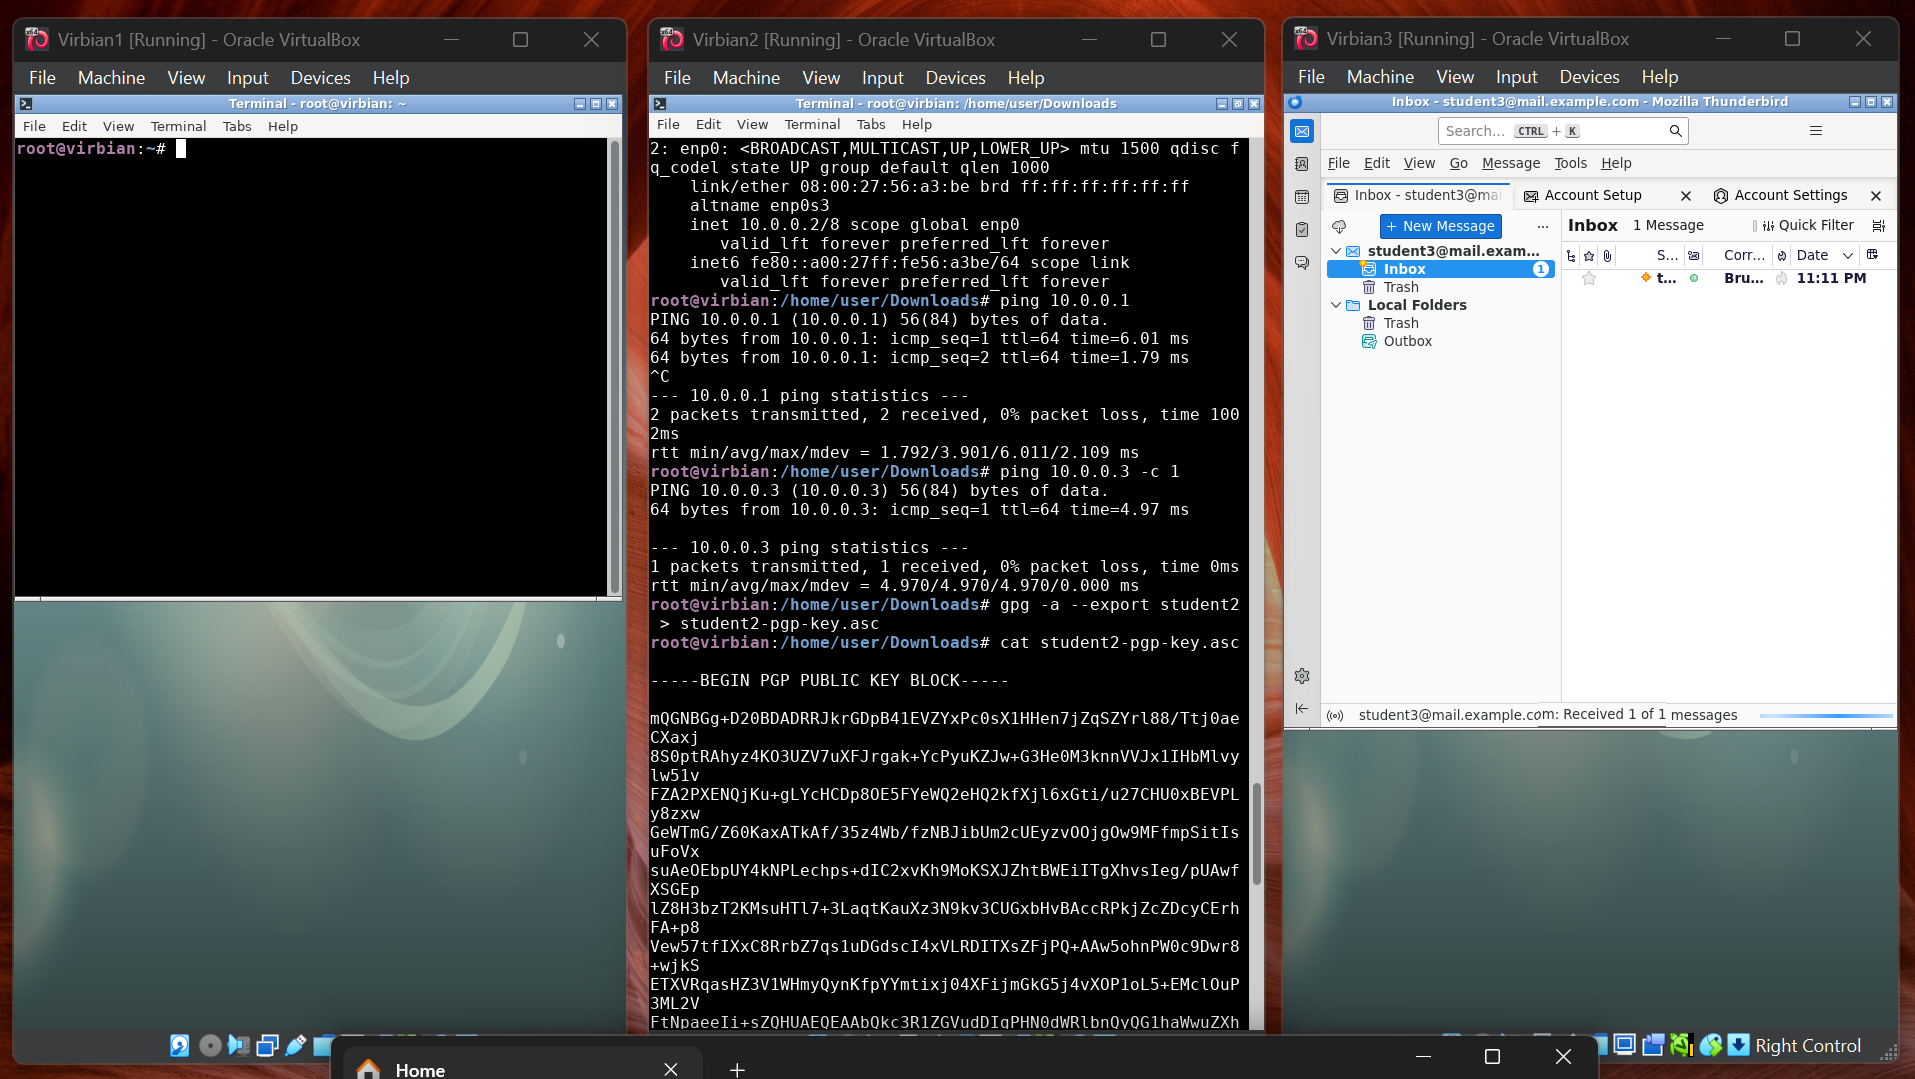 Virbian1 [Running] - Oracle VirtualBox
File Machine View Input Devices Help
Terminal - root@virbian: ~
File Edit View Terminal Tabs Help
root@virbian:~#
Virbian2 [Running] - Oracle VirtualBox
File Machine View Input Devices Help
Terminal - root@virbian: /home/user/Downloads
File Edit View Terminal Tabs Help
2: enp0: <BROADCAST,MULTICAST,UP,LOWER_UP> mtu 1500 qdisc f
q_codel state UP group default qlen 1000
link/ether 08:00:27:56:a3:be brd ff:ff:ff:ff:ff:ff
altname enp0s3
inet 10.0.0.2/8 scope global enp0
valid_lft forever preferred_lft forever
inet6 fe80::a00:27ff:fe56:a3be/64 scope link
valid_lft forever preferred_lft forever
root@virbian:/home/user/Downloads# ping 10.0.0.1
PING 10.0.0.1 (10.0.0.1) 56(84) bytes of data.
64 bytes from 10.0.0.1: icmp_seq=1 ttl=64 time=6.01 ms
64 bytes from 10.0.0.1: icmp_seq=2 ttl=64 time=1.79 ms
^C
--- 10.0.0.1 ping statistics ---
2 packets transmitted, 2 received, 0% packet loss, time 100
2ms
rtt min/avg/max/mdev = 1.792/3.901/6.011/2.109 ms
root@virbian:/home/user/Downloads# ping 10.0.0.3 -c 1
PING 10.0.0.3 (10.0.0.3) 56(84) bytes of data.
64 bytes from 10.0.0.3: icmp_seq=1 ttl=64 time=4.97 ms
--- 10.0.0.3 ping statistics ---
1 packets transmitted, 1 received, 0% packet loss, time 0ms
rtt min/avg/max/mdev = 4.970/4.970/4.970/0.000 ms
root@virbian:/home/user/Downloads# gpg -a --export student2
> student2-pgp-key.asc
root@virbian:/home/user/Downloads# cat student2-pgp-key.asc
-----BEGIN PGP PUBLIC KEY BLOCK-----
mQGNBGg+D20BDADRRJkrGDpB41EVZYxPc0sX1HHen7jZqSZYrl88/Ttj0ae
CXaxj
8S0ptRAhyz4KO3UZV7uXFJrgak+YcPyuKZJw+G3He0M3knnVVJx1IHbMlvy
lw51v
FZA2PXENQjKu+gLYcHCDp8OE5FYeWQ2eHQ2kfXjl6xGti/u27CHU0xBEVPL
y8zxw
GeWTmG/Z60KaxATkAf/35z4Wb/fzNBJibUm2cUEyzvOOjgOw9MFfmpSitIs
uFoVx
suAeOEbpUY4kNPLechps+dIC2xvKh9MoKSXJZhtBWEiITgXhvsIeg/pUAwf
XSGEp
lZ8H3bzT2KMsuHTl7+3LaqtKauXz3N9kv3CUGxbHvBAccRPkjZcZDcyCErh
FA+p8
Vew57tfIXxC8RrbZ7qs1uDGdscI4xVLRDITXsZFjPQ+AAw5ohnPW0c9Dwr8
+wjkS
ETXVRqasHZ3V1WHmyQynKfpYYmtixj04XFijmGkG5j4vXOP1oL5+EMclOuP
3ML2V
FtNpaeeIi+sZQHUAEQEAAbQkc3R1ZGVudDIgPHN0dWRlbnQyQG1haWwuZXh
Virbian3 [Running] - Oracle VirtualBox
File Machine View Input Devices Help
Inbox - student3@mail.example.com - Mozilla Thunderbird
Search... CTRL + K
File Edit View Go Message Tools Help
Inbox - student3@mai
Account Setup
Account Settings
+ New Message
Inbox 1 Message
Quick Filter
student3@mail.exam...
S... Corr... Date
Inbox 1
t... Bru... 11:11 PM
Trash
Local Folders
Trash
Outbox
student3@mail.example.com: Received 1 of 1 messages
Right Control
Home